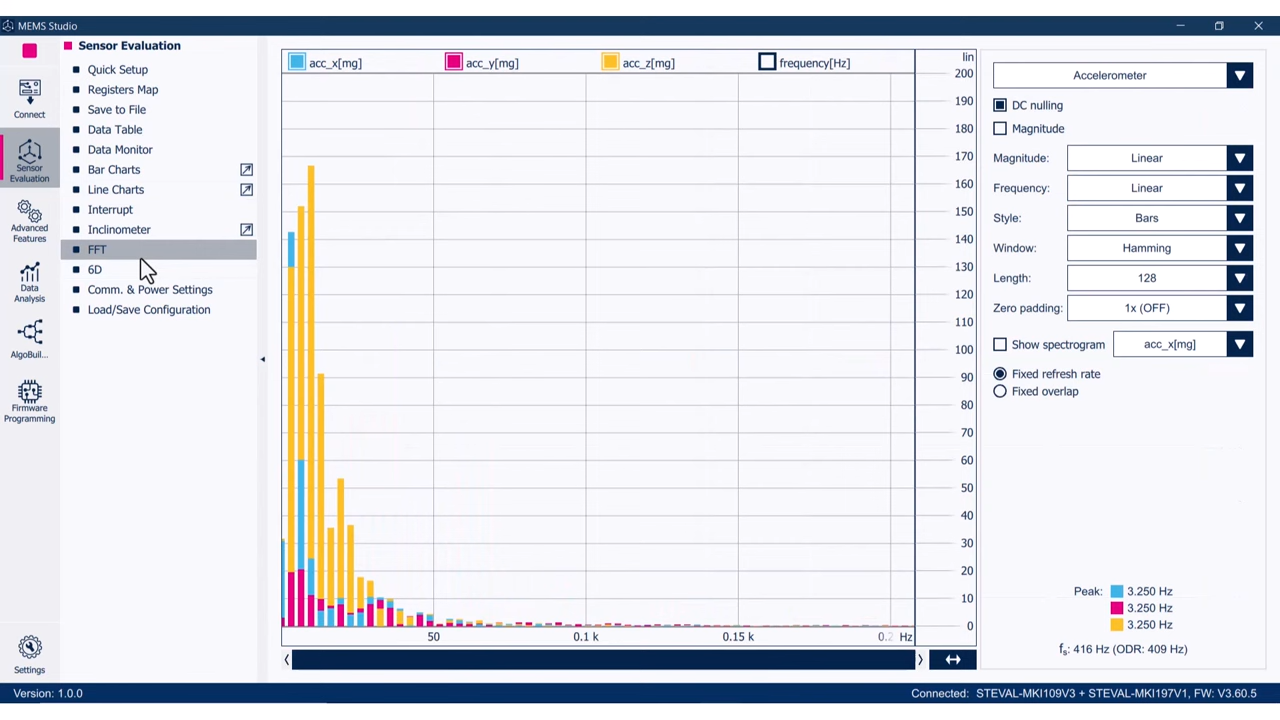 MEMS Studio
Connect
Sensor
Evaluation
Advanced
Features
Data
Analysis
AlgoBuil...
Firmware
Programming
Settings
Sensor Evaluation
Quick Setup
Registers Map
Save to File
Data Table
Data Monitor
Bar Charts
Line Charts
Interrupt
Inclinometer
FFT
6D
Comm. & Power Settings
Load/Save Configuration
acc_x[mg] acc_y[mg] acc_z[mg] frequency[Hz]
lin
200
190
180
170
160
150
140
130
120
110
100
90
80
70
60
50
40
30
20
10
0
50 0.1 k 0.15 k 0.2 Hz
Accelerometer
DC nulling
Magnitude
Magnitude: Linear
Frequency: Linear
Style: Bars
Window: Hamming
Length: 128
Zero padding: 1x (OFF)
Show spectrogram acc_x[mg]
Fixed refresh rate
Fixed overlap
Peak: 3.250 Hz
3.250 Hz
3.250 Hz
fs: 416 Hz (ODR: 409 Hz)
Version: 1.0.0
Connected: STEVAL-MKI109V3 + STEVAL-MKI197V1, FW: V3.60.5